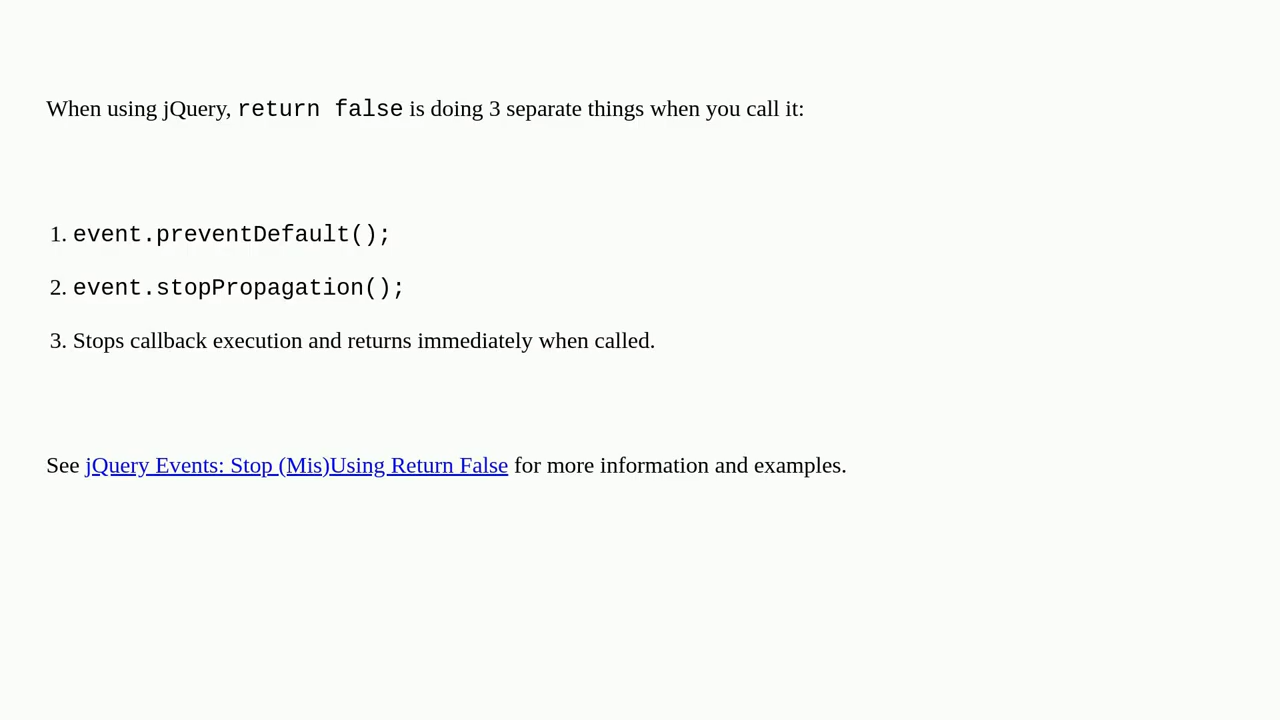 When using jQuery, return false is doing 3 separate things when you call it:
1. event.preventDefault();
2. event.stopPropagation();
3. Stops callback execution and returns immediately when called.
See jQuery Events: Stop (Mis)Using Return False for more information and examples.